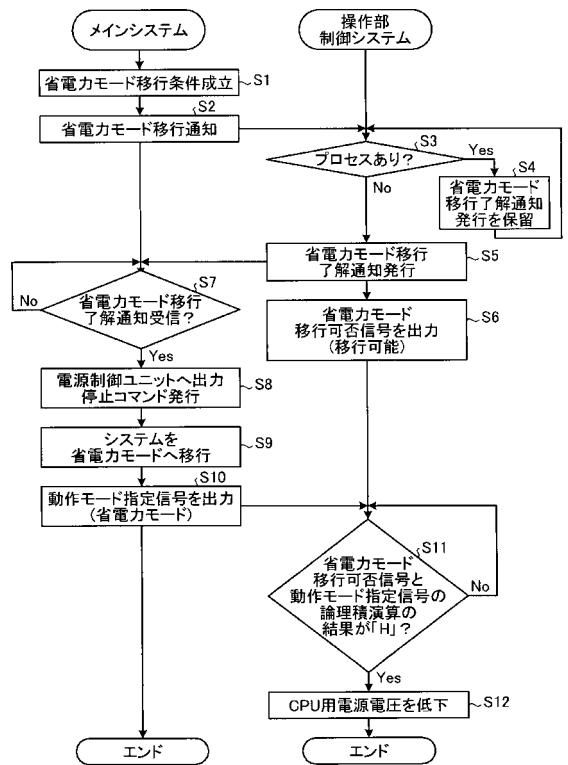 メインシステム
操作部
制御システム
省電力モード移行条件成立
S1
S2
省電力モード移行通知
S3
プロセスあり?
Yes
No
S4
省電力モード
移行了解通知
発行を保留
省電力モード移行
了解通知発行
S5
S7
省電力モード移行
了解通知受信?
No
Yes
省電力モード
移行可否信号を出力
(移行可能)
S6
電源制御ユニットへ出力
停止コマンド発行
S8
システムを
省電力モードへ移行
S9
S10
動作モード指定信号を出力
(省電力モード)
S11
省電力モード
移行可否信号と
動作モード指定信号の
論理積演算の
結果が「H」?
No
Yes
CPU用電源電圧を低下
S12
エンド
エンド